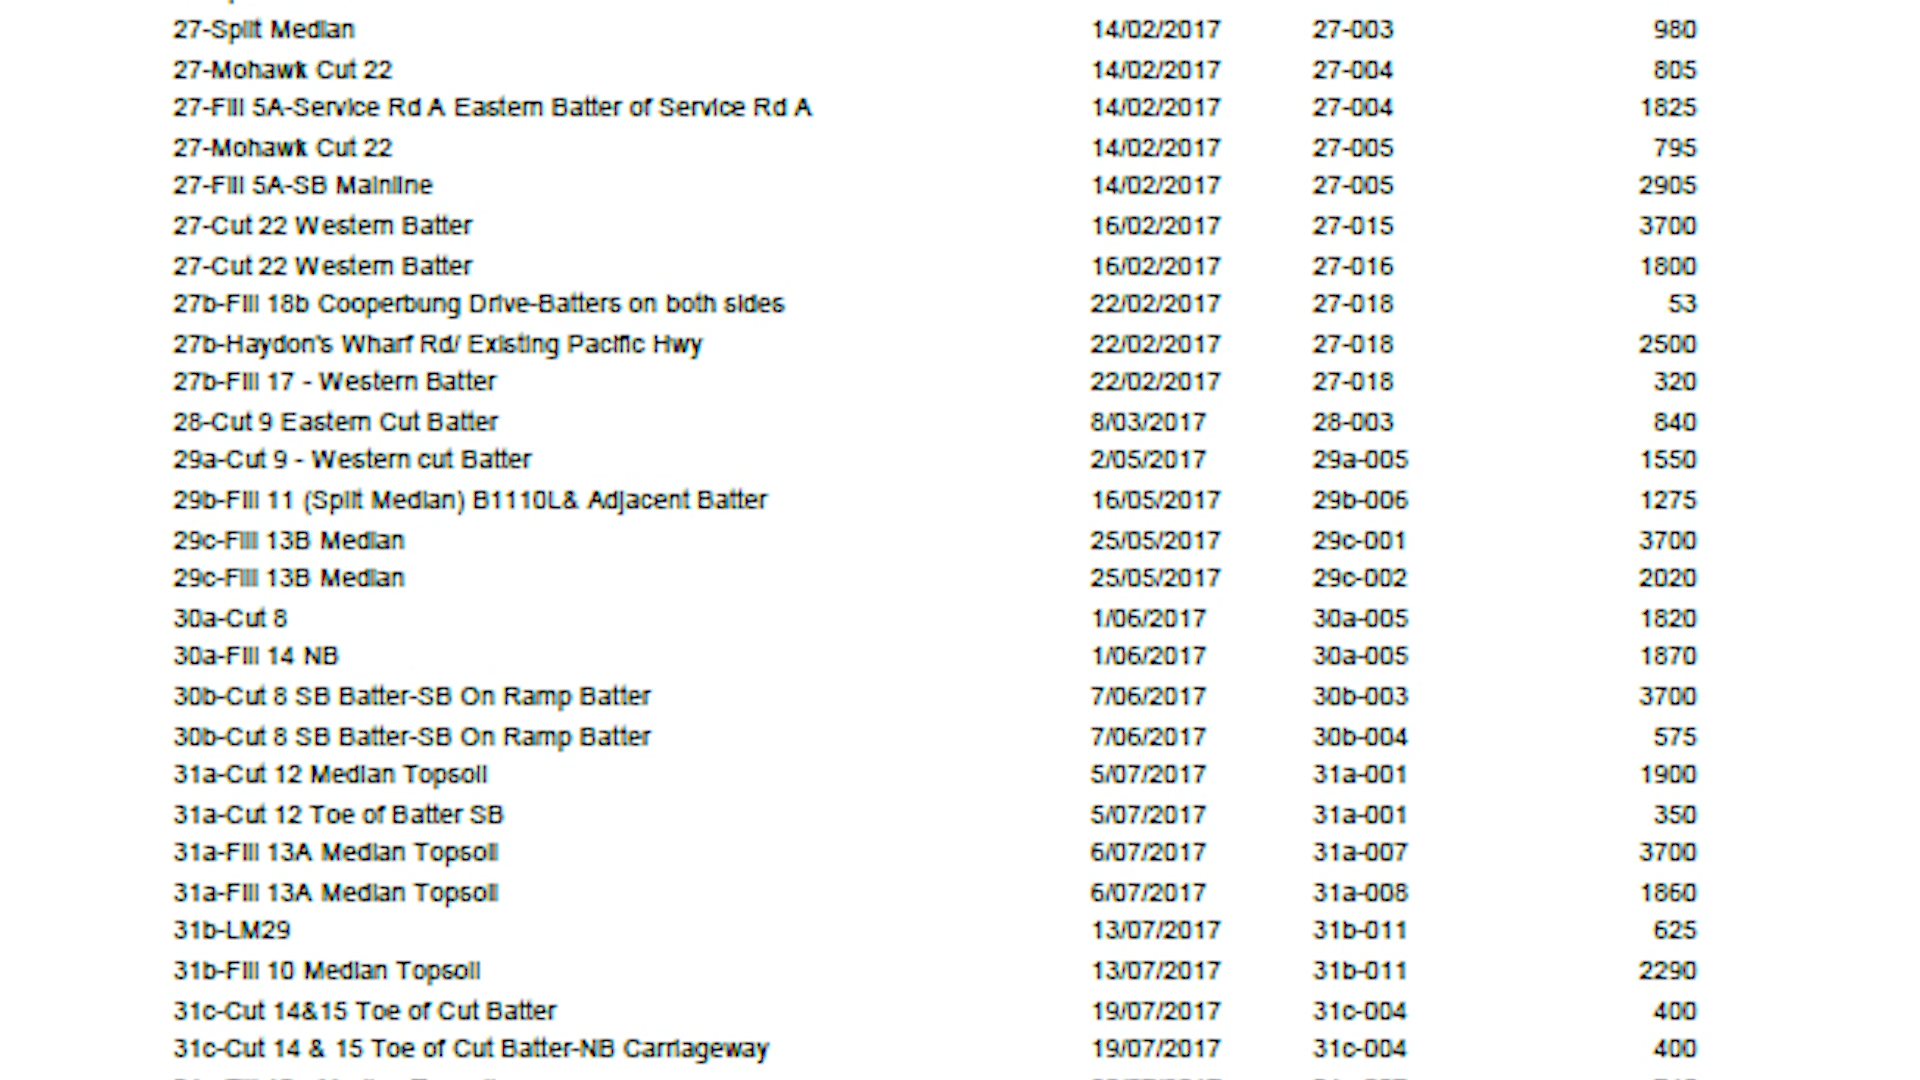 27-Split Median 14/02/2017 27-003 980
27-Mohawk Cut 22 14/02/2017 27-004 805
27-Fill 5A-Service Rd A Eastern Batter of Service Rd A 14/02/2017 27-004 1825
27-Mohawk Cut 22 14/02/2017 27-005 795
27-Fill 5A-SB Mainline 14/02/2017 27-005 2905
27-Cut 22 Western Batter 16/02/2017 27-015 3700
27-Cut 22 Western Batter 16/02/2017 27-016 1800
27b-Fill 18b Cooperbung Drive-Batters on both sides 22/02/2017 27-018 53
27b-Haydon's Wharf Rd/ Existing Pacific Hwy 22/02/2017 27-018 2500
27b-Fill 17 - Western Batter 22/02/2017 27-018 320
28-Cut 9 Eastern Cut Batter 8/03/2017 28-003 840
29a-Cut 9 - Western cut Batter 2/05/2017 29a-005 1550
29b-Fill 11 (Split Median) B1110L& Adjacent Batter 16/05/2017 29b-006 1275
29c-Fill 13B Median 25/05/2017 29c-001 3700
29c-Fill 13B Median 25/05/2017 29c-002 2020
30a-Cut 8 1/06/2017 30a-005 1820
30a-Fill 14 NB 1/06/2017 30a-005 1870
30b-Cut 8 SB Batter-SB On Ramp Batter 7/06/2017 30b-003 3700
30b-Cut 8 SB Batter-SB On Ramp Batter 7/06/2017 30b-004 575
31a-Cut 12 Median Topsoil 5/07/2017 31a-001 1900
31a-Cut 12 Toe of Batter SB 5/07/2017 31a-001 350
31a-Fill 13A Median Topsoil 6/07/2017 31a-007 3700
31a-Fill 13A Median Topsoil 6/07/2017 31a-008 1860
31b-LM29 13/07/2017 31b-011 625
31b-Fill 10 Median Topsoil 13/07/2017 31b-011 2290
31c-Cut 14&15 Toe of Cut Batter 19/07/2017 31c-004 400
31c-Cut 14 & 15 Toe of Cut Batter-NB Carriageway 19/07/2017 31c-004 400